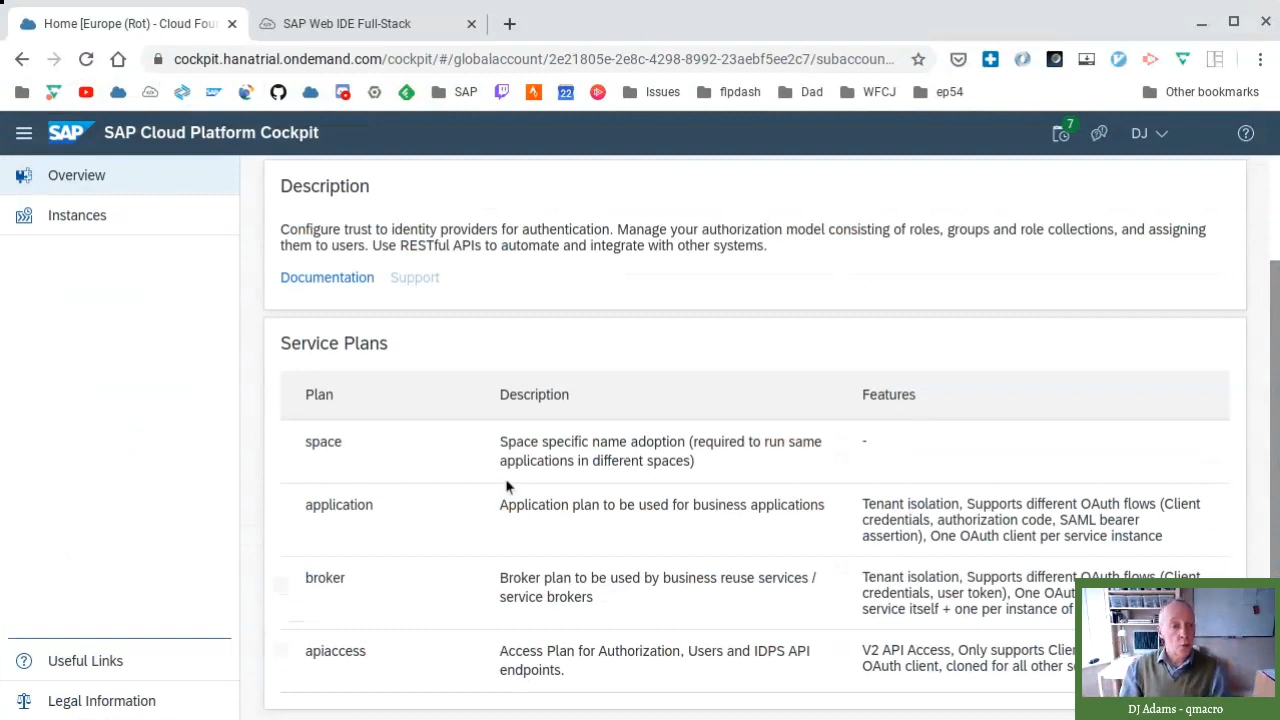 Home [Europe (Rot) - Cloud Fou
SAP Web IDE Full-Stack
cockpit.hanatrial.ondemand.com/cockpit/#/globalaccount/2e21805e-2e8c-4298-8992-23aebf5ee2c7/subaccoun...
SAP
22
Issues
flpdash
Dad
WFCJ
ep54
Other bookmarks
SAP
SAP Cloud Platform Cockpit
7
DJ
Overview
Instances
Description
Configure trust to identity providers for authentication. Manage your authorization model consisting of roles, groups and role collections, and assigning
them to users. Use RESTful APIs to automate and integrate with other systems.
Documentation
Support
Service Plans
Plan
Description
Features
space
Space specific name adoption (required to run same
applications in different spaces)
-
application
Application plan to be used for business applications
Tenant isolation, Supports different OAuth flows (Client
credentials, authorization code, SAML bearer
assertion), One OAuth client per service instance
broker
Broker plan to be used by business reuse services /
service brokers
Tenant isolation, Supports different OAuth flows (Client
credentials, user token), One OA
service itself + one per instance of
apiaccess
Access Plan for Authorization, Users and IDPS API
endpoints.
V2 API Access, Only supports Clie
OAuth client, cloned for all other s
Useful Links
Legal Information
DJ Adams - qmacro